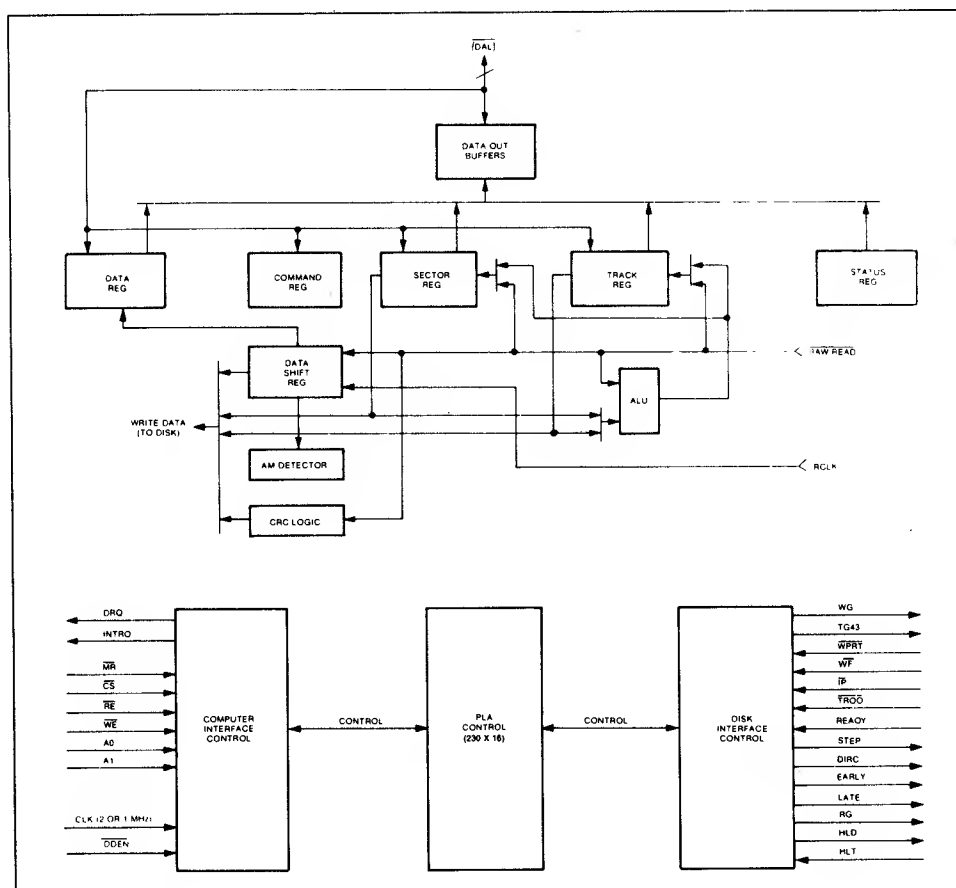 (DAL)
DATA OUT
BUFFERS
DATA
REG
COMMAND
REG
SECTOR
REG
TRACK
REG
STATUS
REG
DATA
SHIFT
REG
RAW READ
ALU
WRITE DATA
(TO DISK)
AM DETECTOR
RCLK
CRC LOGIC
DRQ
INTRQ
MR
CS
RE
WE
A0
A1
CLK (2 OR 1 MHz)
DDEN
COMPUTER
INTERFACE
CONTROL
CONTROL
PLA
CONTROL
(230 X 16)
CONTROL
DISK
INTERFACE
CONTROL
WG
TG43
WPRT
WF
IP
TROO
READY
STEP
DIRC
EARLY
LATE
RG
HLD
HLT